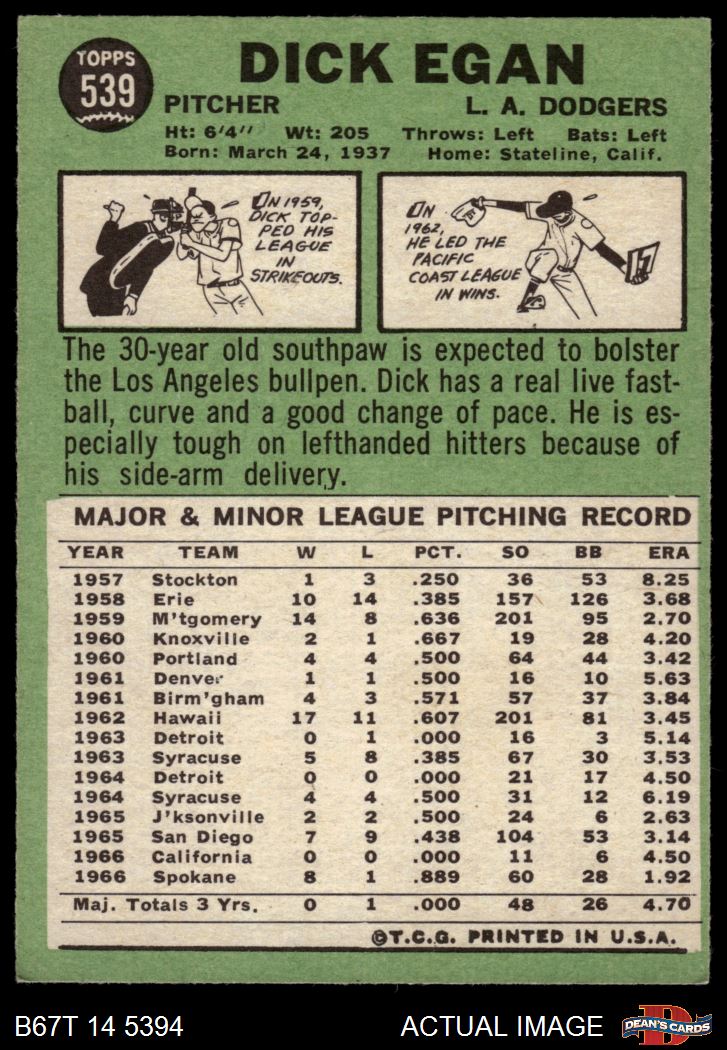 TOPPS
539
DICK EGAN
PITCHER L. A. DODGERS
Ht: 6'4" Wt: 205 Throws: Left Bats: Left
Born: March 24, 1937 Home: Stateline, Calif.
ON 1959,
DICK TOP-
PED HIS
LEAGUE
IN
STRIKEOUTS.
ON
1962,
HE LED THE
PACIFIC
COAST LEAGUE
IN WINS.
17
The 30-year old southpaw is expected to bolster
the Los Angeles bullpen. Dick has a real live fast-
ball, curve and a good change of pace. He is es-
pecially tough on lefthanded hitters because of
his side-arm delivery.
MAJOR & MINOR LEAGUE PITCHING RECORD
YEAR TEAM W L PCT. SO BB ERA
1957 Stockton 1 3 .250 36 53 8.25
1958 Erie 10 14 .385 157 126 3.68
1959 M'tgomery 14 8 .636 201 95 2.70
1960 Knoxville 2 1 .667 19 28 4.20
1960 Portland 4 4 .500 64 44 3.42
1961 Denver 1 1 .500 16 10 5.63
1961 Birm'gham 4 3 .571 57 37 3.84
1962 Hawaii 17 11 .607 201 81 3.45
1963 Detroit 0 1 .000 16 3 5.14
1963 Syracuse 5 8 .385 67 30 3.53
1964 Detroit 0 0 .000 21 17 4.50
1964 Syracuse 4 4 .500 31 12 6.19
1965 J'ksonville 2 2 .500 24 6 2.63
1965 San Diego 7 9 .438 104 53 3.14
1966 California 0 0 .000 11 6 4.50
1966 Spokane 8 1 .889 60 28 1.92
Maj. Totals 3 Yrs. 0 1 .000 48 26 4.70
©T.C.G. PRINTED IN U.S.A.
B67T 14 5394 ACTUAL IMAGE
D
DEAN'S CARDS